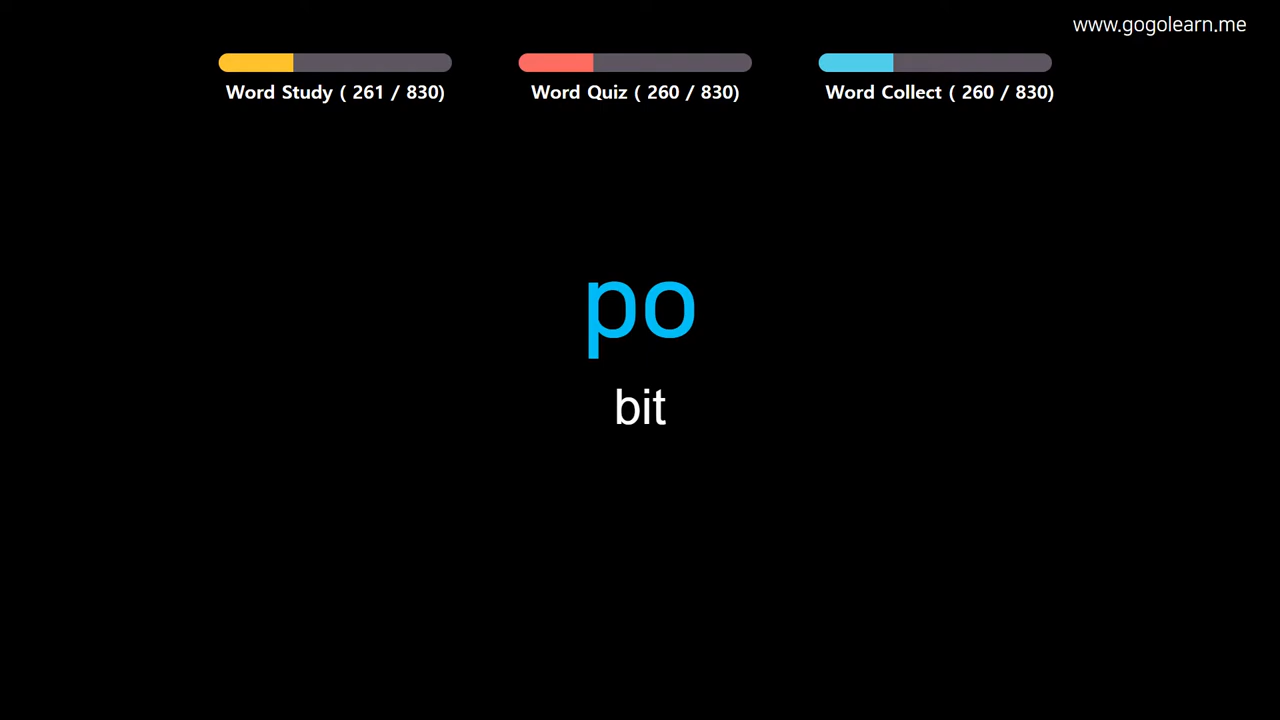 www.gogolearn.me
Word Study ( 261 / 830)
Word Quiz ( 260 / 830)
Word Collect ( 260 / 830)
po
bit